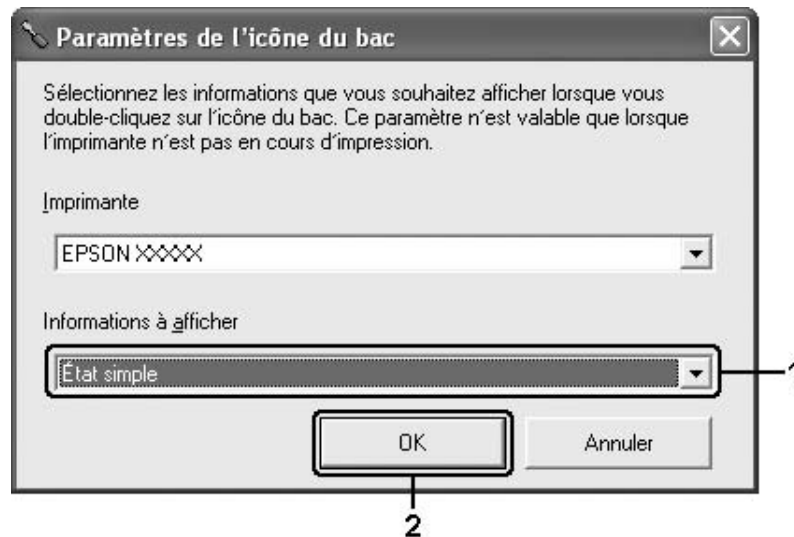 Paramètres de l'icône du bac
Sélectionnez les informations que vous souhaitez afficher lorsque vous
double-cliquez sur l'icône du bac. Ce paramètre n´est valable que lorsque
l'imprimante n´est pas en cours d'impression.
Imprimante
EPSON XXXXX
Informations à afficher
État simple
1
OK
Annuler
2